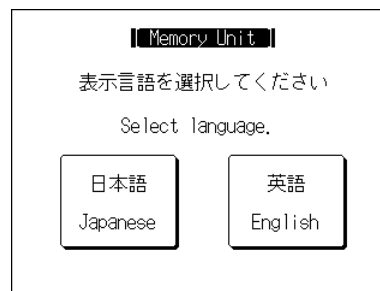 Memory Unit
表示言語を選択してください
Select language.
日本語
Japanese
英語
English